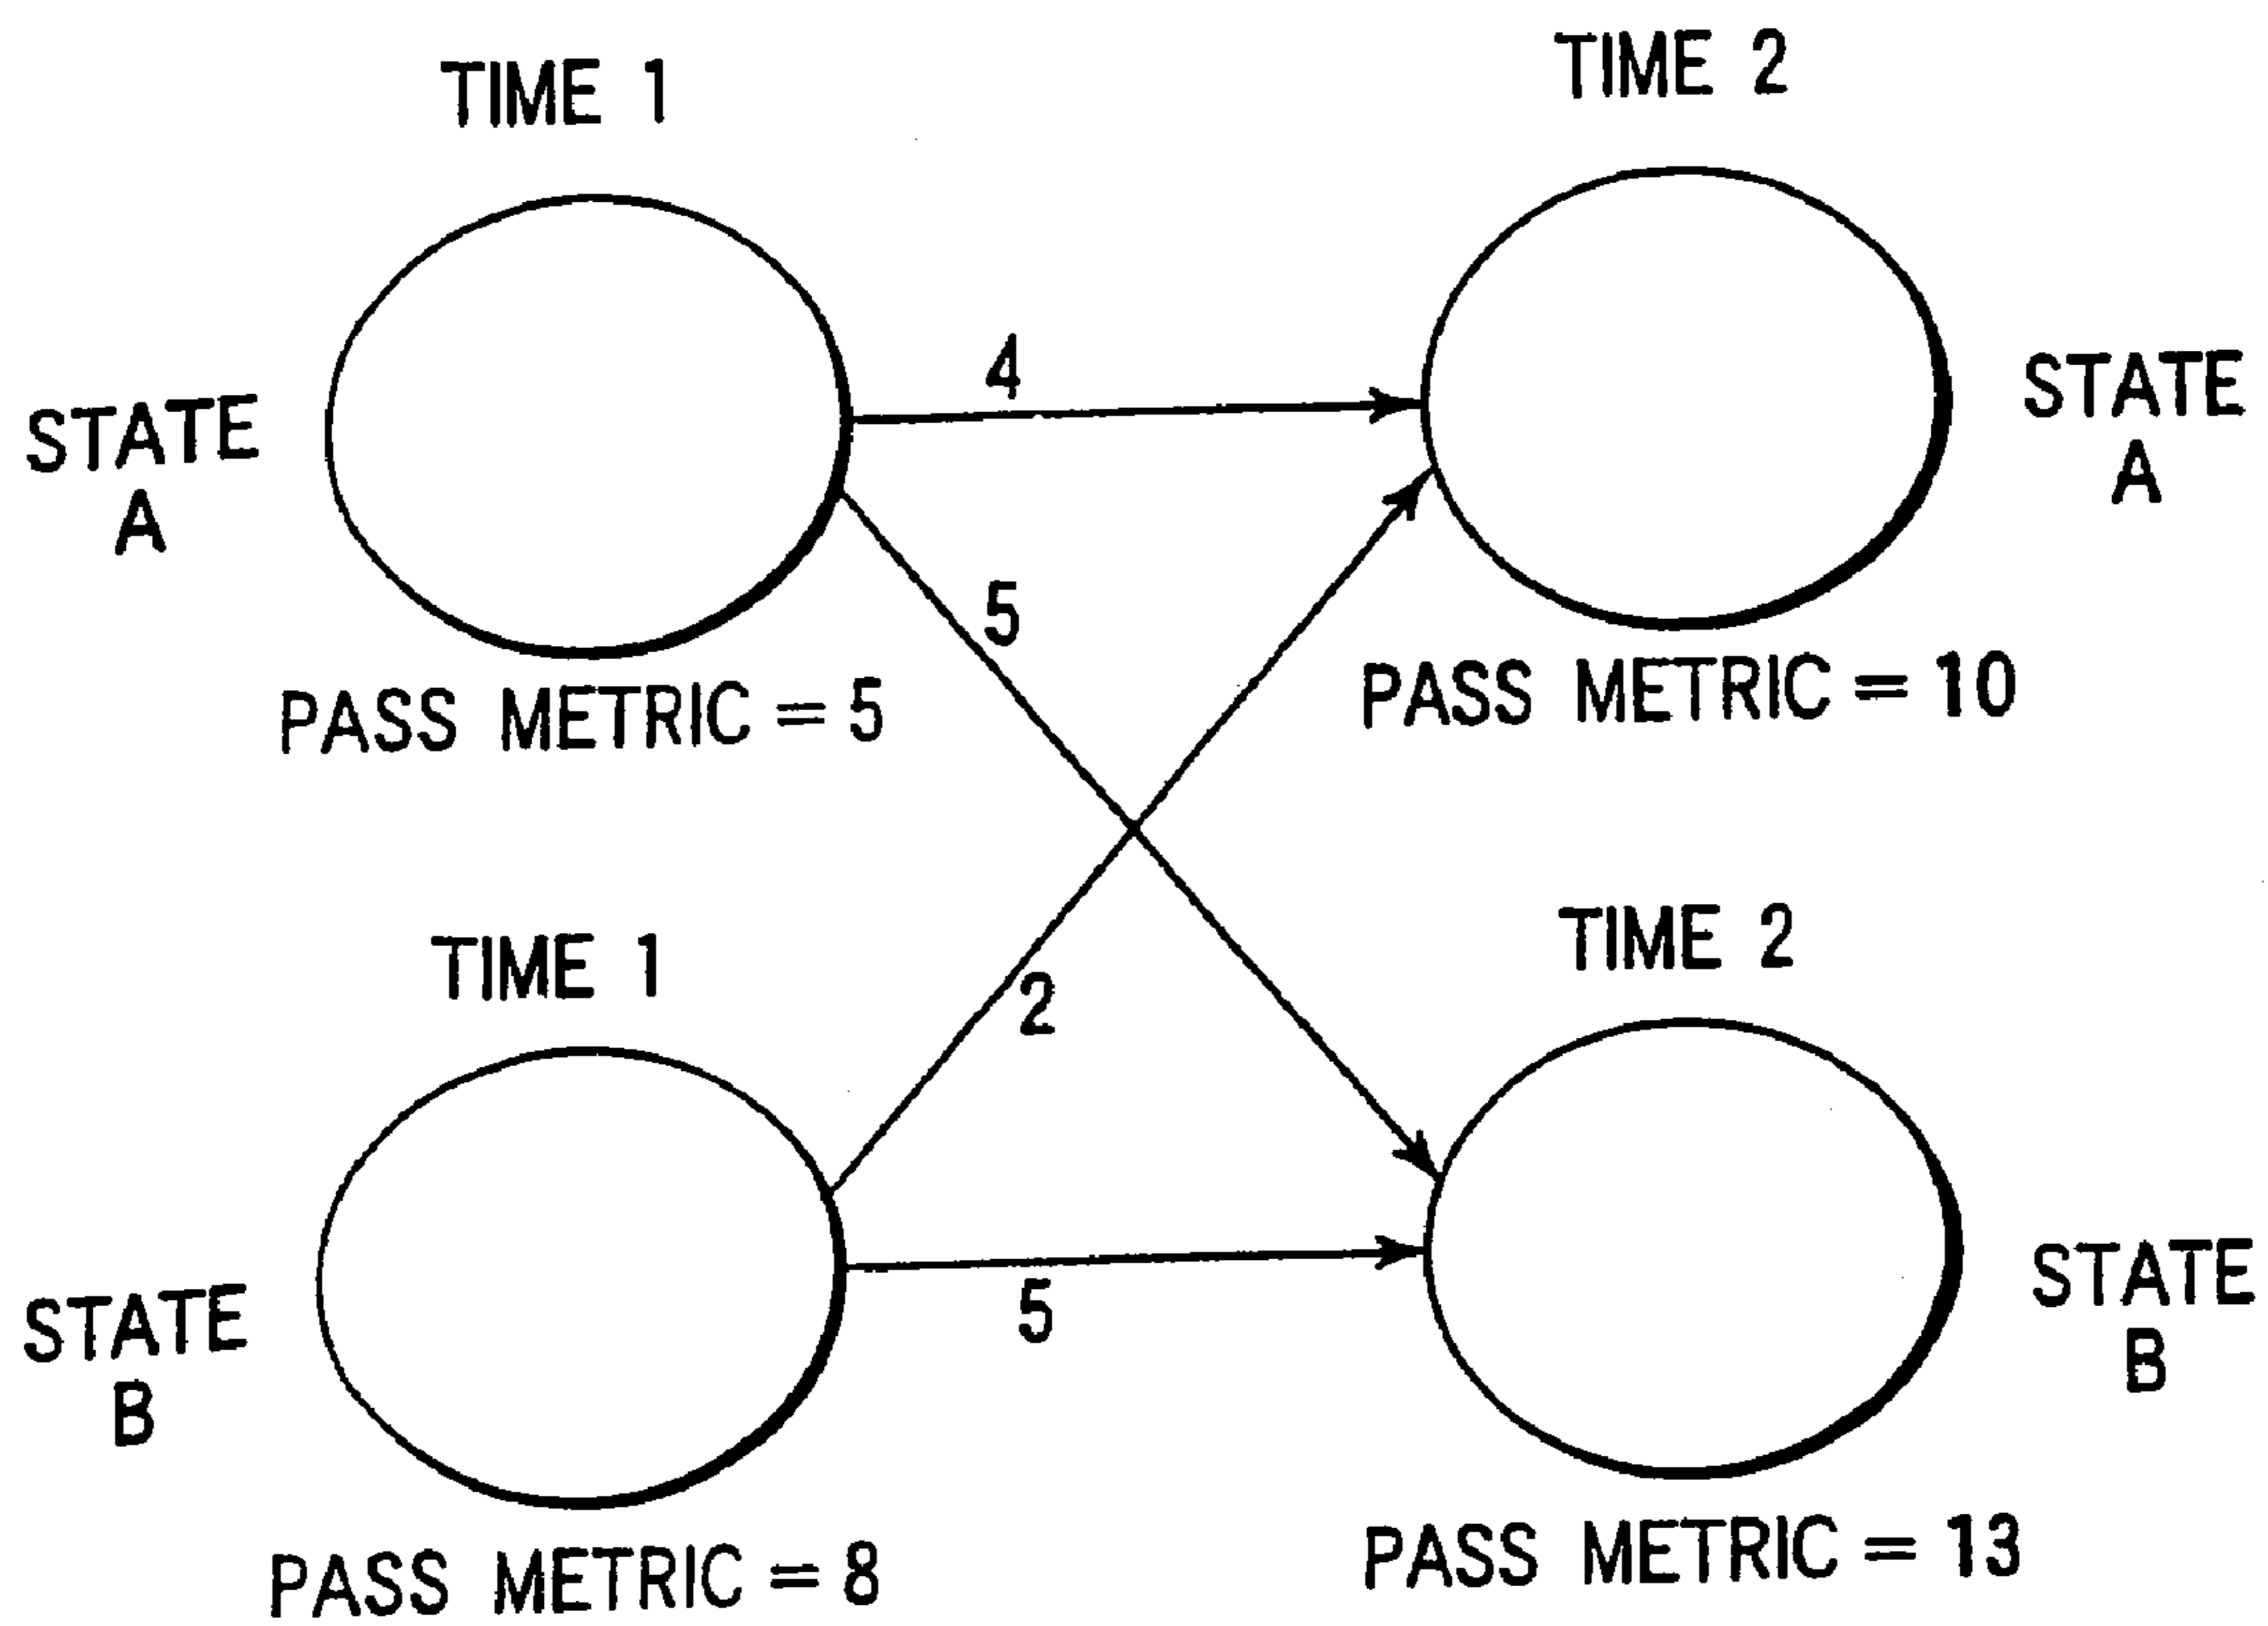 TIME 1
TIME 2
STATE
A
4
STATE
A
5
PASS METRIC = 5
PASS METRIC = 10
TIME 1
TIME 2
2
STATE
B
5
STATE
B
PASS METRIC = 8
PASS METRIC = 13